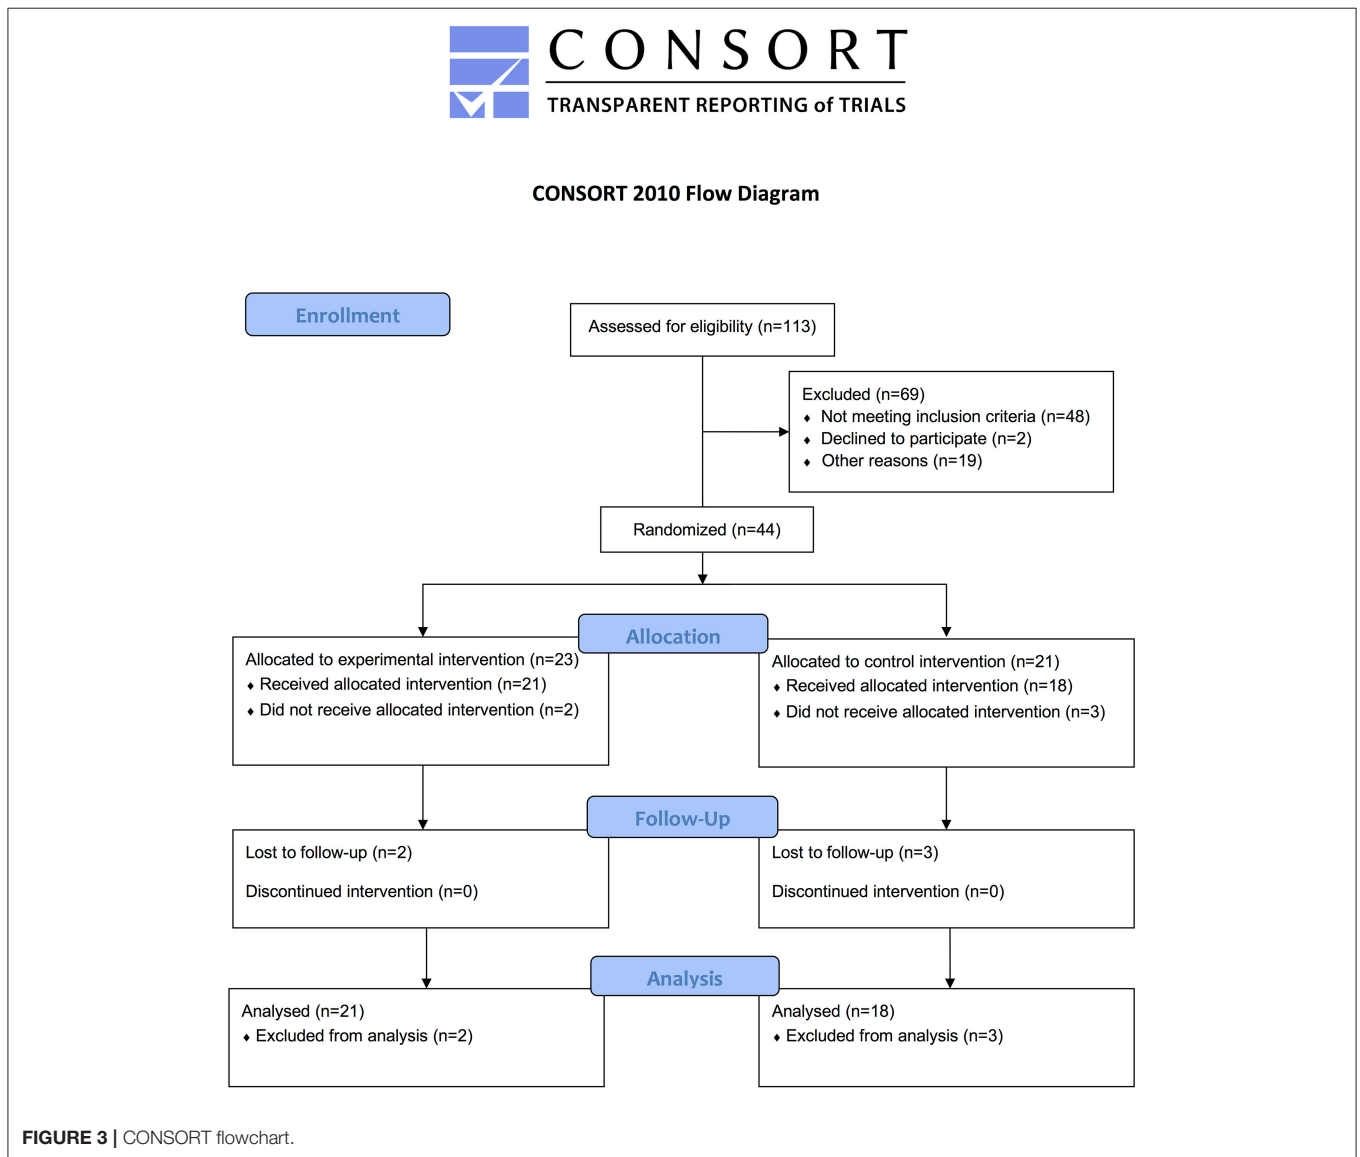 CONSORT
TRANSPARENT REPORTING of TRIALS
CONSORT 2010 Flow Diagram
Enrollment
Assessed for eligibility (n=113)
Excluded (n=69)
♦ Not meeting inclusion criteria (n=48)
♦ Declined to participate (n=2)
♦ Other reasons (n=19)
Randomized (n=44)
Allocation
Allocated to experimental intervention (n=23)
♦ Received allocated intervention (n=21)
♦ Did not receive allocated intervention (n=2)
Allocated to control intervention (n=21)
♦ Received allocated intervention (n=18)
♦ Did not receive allocated intervention (n=3)
Follow-Up
Lost to follow-up (n=2)
Discontinued intervention (n=0)
Lost to follow-up (n=3)
Discontinued intervention (n=0)
Analysis
Analysed (n=21)
♦ Excluded from analysis (n=2)
Analysed (n=18)
♦ Excluded from analysis (n=3)
FIGURE 3 | CONSORT flowchart.